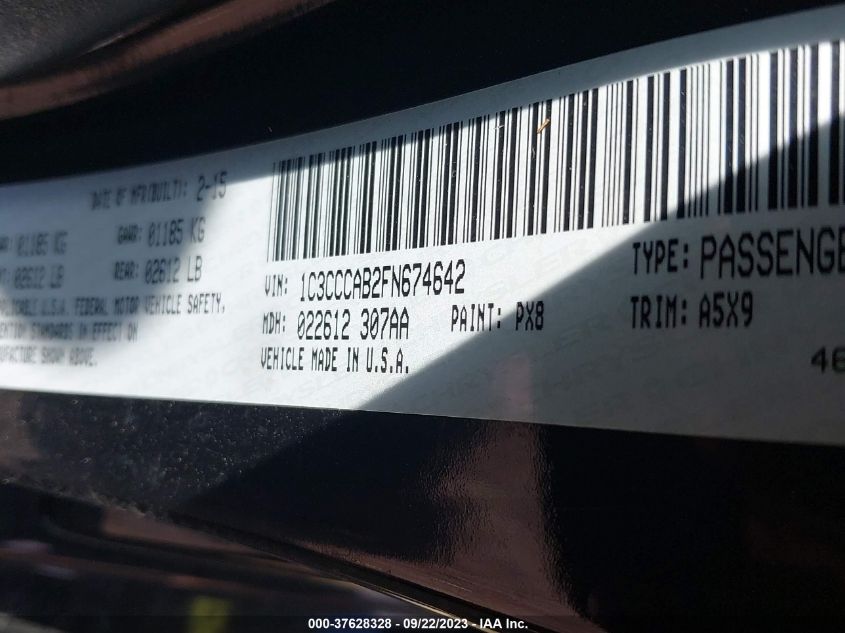 DATE OF MFR(BUILT): 2-15
01185 KG GAWR: 01185 KG
02612 LB REAR: 02612 LB
U.S.A. FEDERAL MOTOR VEHICLE SAFETY,
STANDARDS IN EFFECT ON
SHOWN ABOVE.
VIN: 1C3CCCAB2FN674642 TYPE: PASSENGE
MDH: 022612 307AA PAINT: PX8 TRIM: A5X9
VEHICLE MADE IN U.S.A.
000-37628328 - 09/22/2023 - IAA Inc.